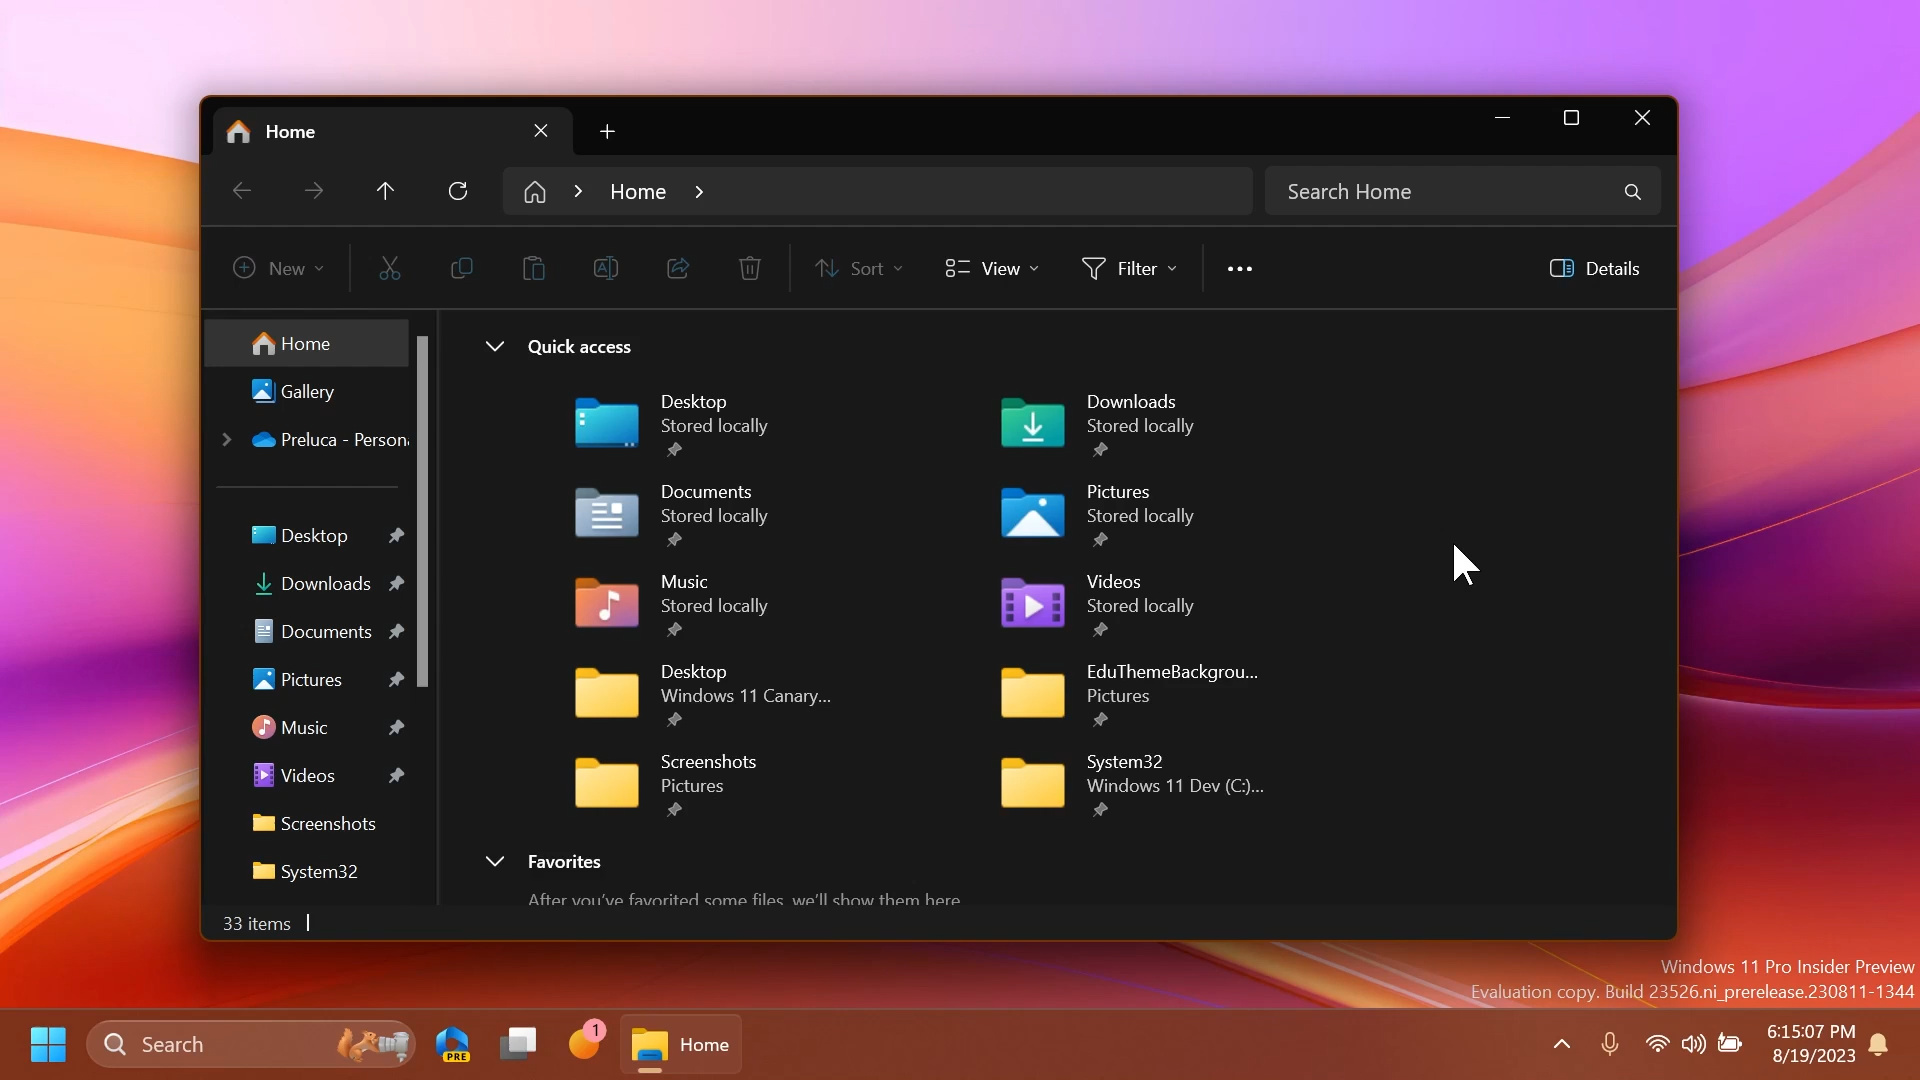 Home
Home
Search Home
New
Sort
View
Filter
Details
Home
Gallery
Preluca - Persona
Desktop
Downloads
Documents
Pictures
Music
Videos
Screenshots
System32
Quick access
Desktop
Stored locally
Downloads
Stored locally
Documents
Stored locally
Pictures
Stored locally
Music
Stored locally
Videos
Stored locally
Desktop
Windows 11 Canary...
EduThemeBackgrou...
Pictures
Screenshots
Pictures
System32
Windows 11 Dev (C:)...
Favorites
After you've favorited some files, we'll show them here.
33 items
Windows 11 Pro Insider Preview
Evaluation copy. Build 23526.ni_prerelease.230811-1344
Search
PRE
1
Home
6:15:07 PM
8/19/2023